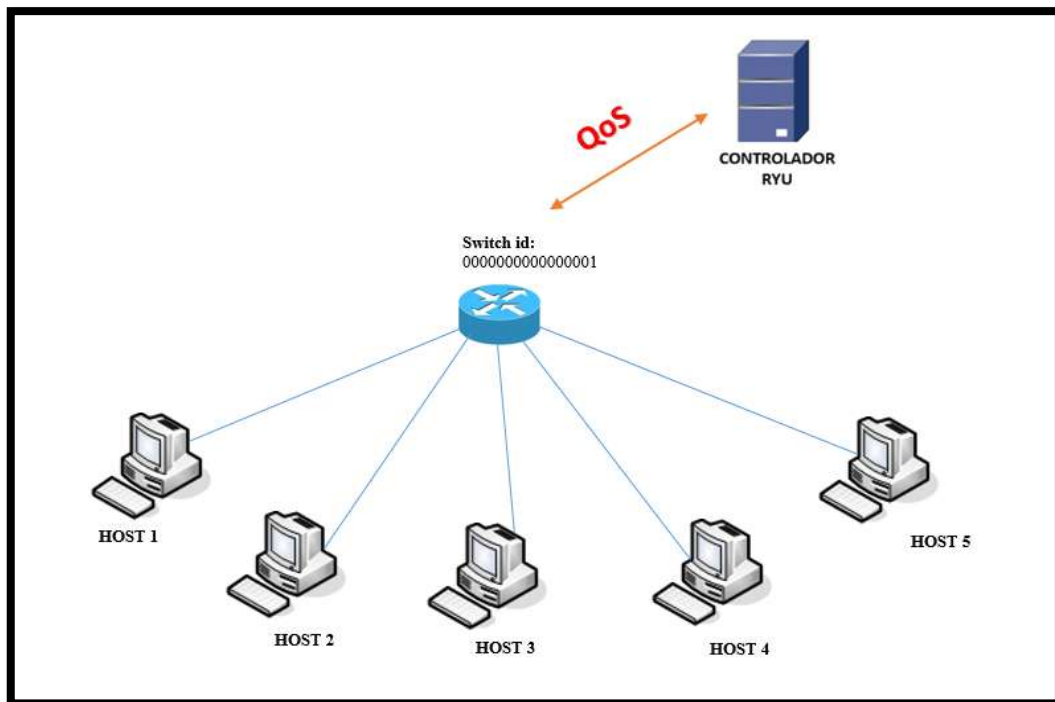 QoS
CONTROLADOR
RYU
Switch id:
0000000000000001
HOST 1
HOST 2
HOST 3
HOST 4
HOST 5